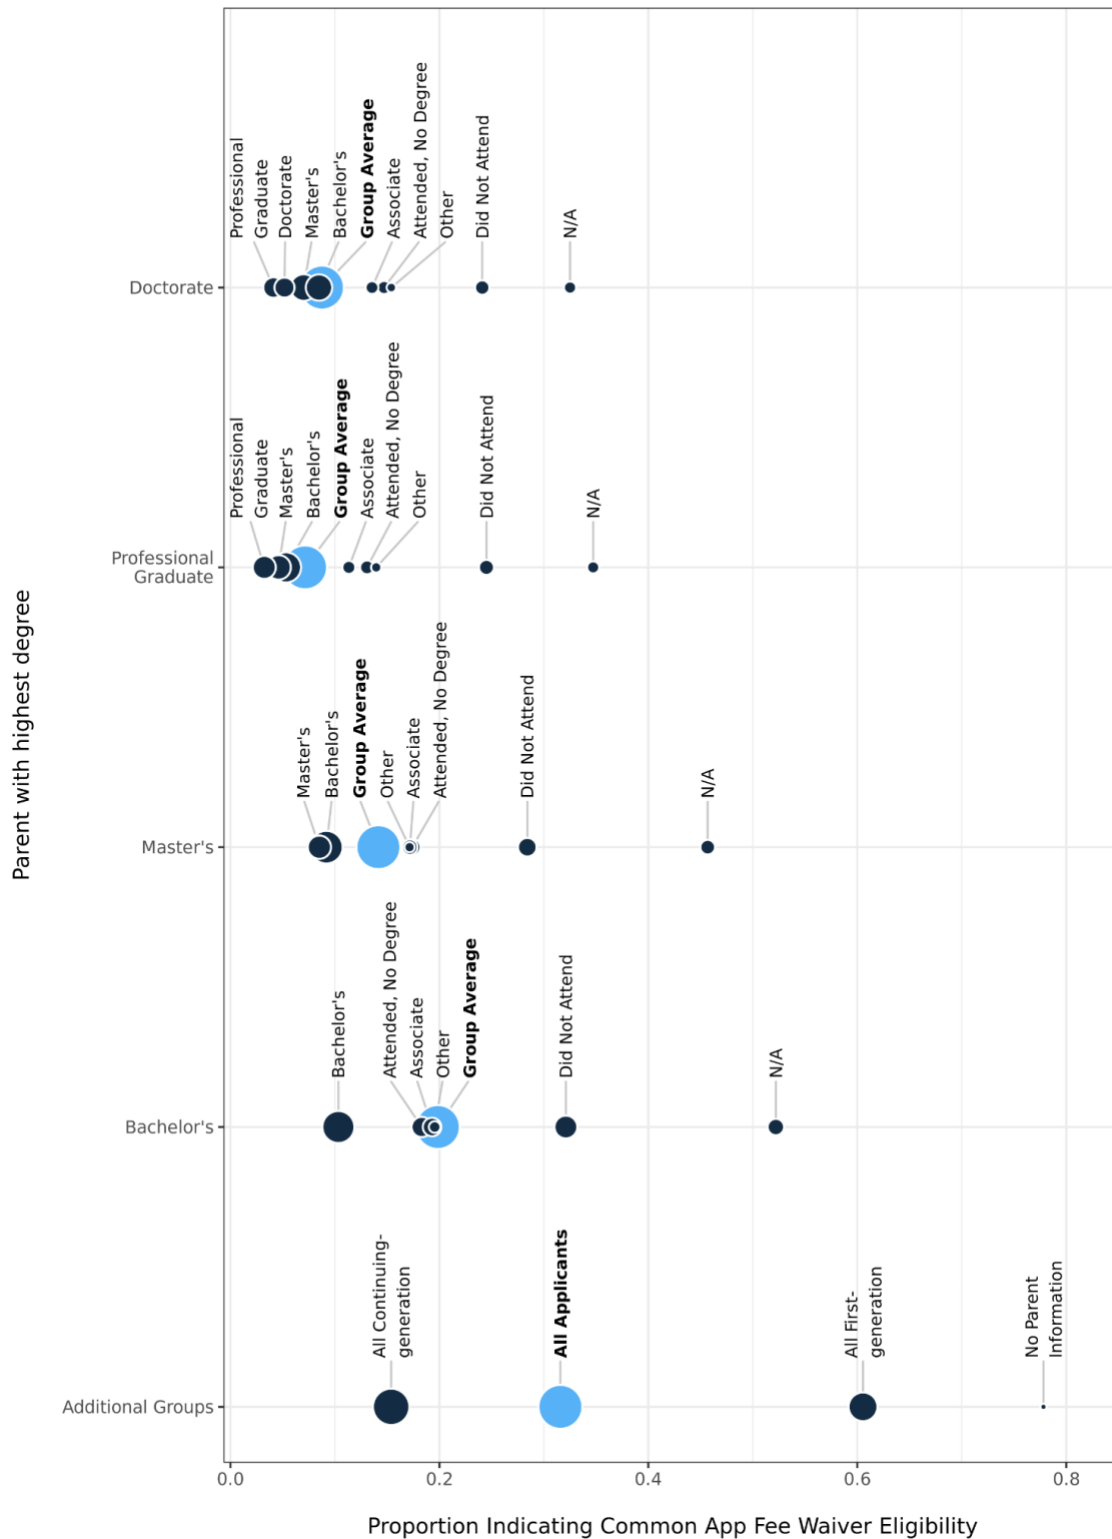 Professional
Graduate
Doctorate
Master's
Bachelor's
Group Average
Associate
Attended, No Degree
Other
Did Not Attend
N/A
Doctorate
Professional
Graduate
Master's
Bachelor's
Group Average
Associate
Attended, No Degree
Other
Did Not Attend
N/A
Professional
Graduate
Master's
Bachelor's
Group Average
Other
Associate
Attended, No Degree
Did Not Attend
N/A
Master's
Bachelor's
Attended, No Degree
Associate
Other
Group Average
Did Not Attend
N/A
Bachelor's
All Continuing-
generation
All Applicants
All First-
generation
No Parent
Information
Additional Groups
Parent with highest degree
0.0
0.2
0.4
0.6
0.8
Proportion Indicating Common App Fee Waiver Eligibility